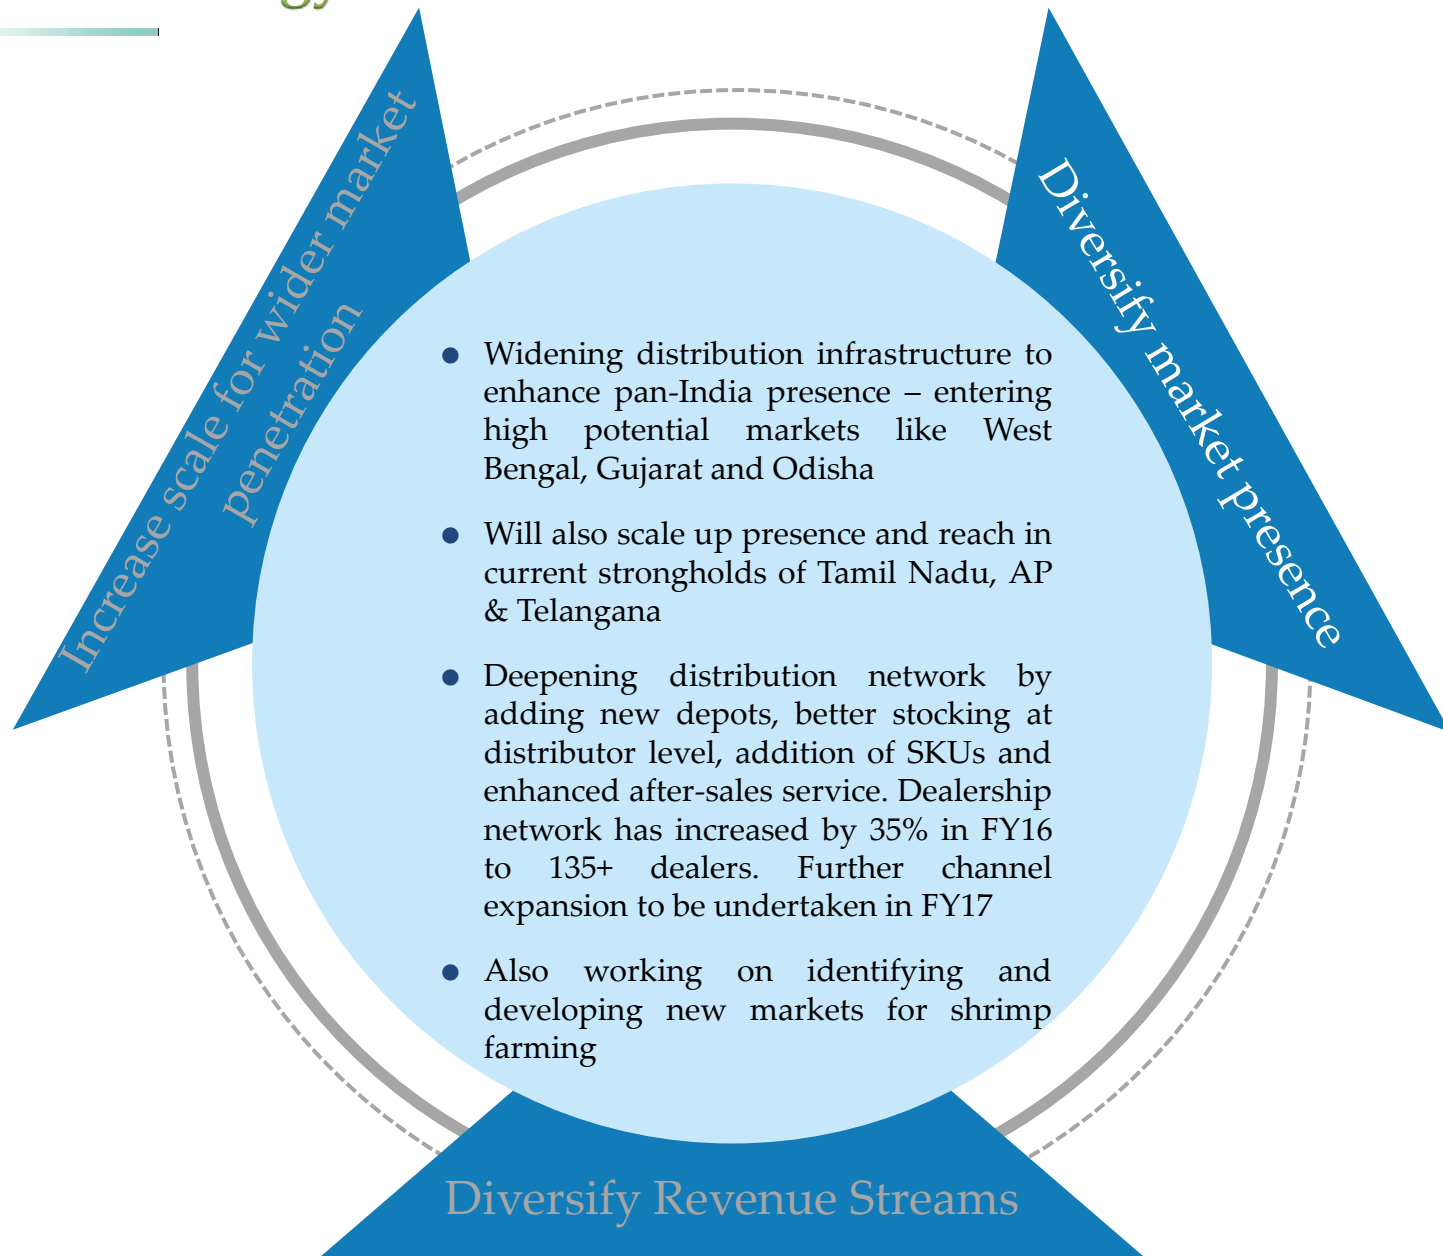 Increase scale for wider market
penetration
Diversify market presence
● Widening distribution infrastructure to
enhance pan-India presence – entering
high potential markets like West
Bengal, Gujarat and Odisha
● Will also scale up presence and reach in
current strongholds of Tamil Nadu, AP
& Telangana
● Deepening distribution network by
adding new depots, better stocking at
distributor level, addition of SKUs and
enhanced after-sales service. Dealership
network has increased by 35% in FY16
to 135+ dealers. Further channel
expansion to be undertaken in FY17
● Also working on identifying and
developing new markets for shrimp
farming
Diversify Revenue Streams